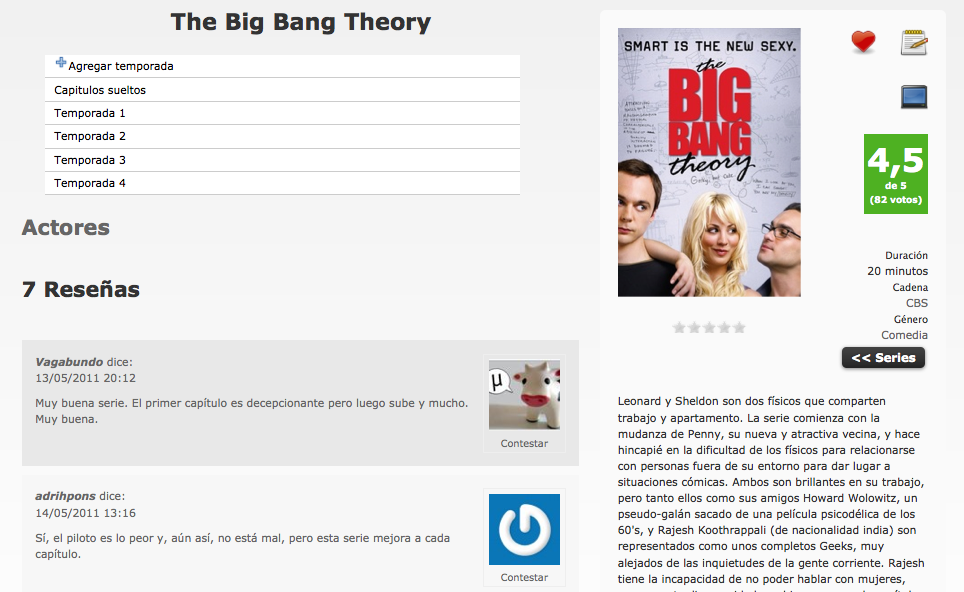 The Big Bang Theory
Agregar temporada
Capitulos sueltos
Temporada 1
Temporada 2
Temporada 3
Temporada 4
Actores
7 Reseñas
Vagabundo dice:
13/05/2011 20:12
Muy buena serie. El primer capítulo es decepcionante pero luego sube y mucho.
Muy buena.
µ
Contestar
adrihpons dice:
14/05/2011 13:16
Sí, el piloto es lo peor y, aún así, no está mal, pero esta serie mejora a cada
capítulo.
Contestar
SMART IS THE NEW SEXY.
the
BIG
BANG
theory
4,5
de 5
(82 votos)
Duración
20 minutos
Cadena
CBS
Género
Comedia
<< Series
Leonard y Sheldon son dos físicos que comparten
trabajo y apartamento. La serie comienza con la
mudanza de Penny, su nueva y atractiva vecina, y hace
hincapié en la dificultad de los físicos para relacionarse
con personas fuera de su entorno para dar lugar a
situaciones cómicas. Ambos son brillantes en su trabajo,
pero tanto ellos como sus amigos Howard Wolowitz, un
pseudo-galán sacado de una película psicodélica de los
60's, y Rajesh Koothrappali (de nacionalidad india) son
representados como unos completos Geeks, muy
alejados de las inquietudes de la gente corriente. Rajesh
tiene la incapacidad de no poder hablar con mujeres,